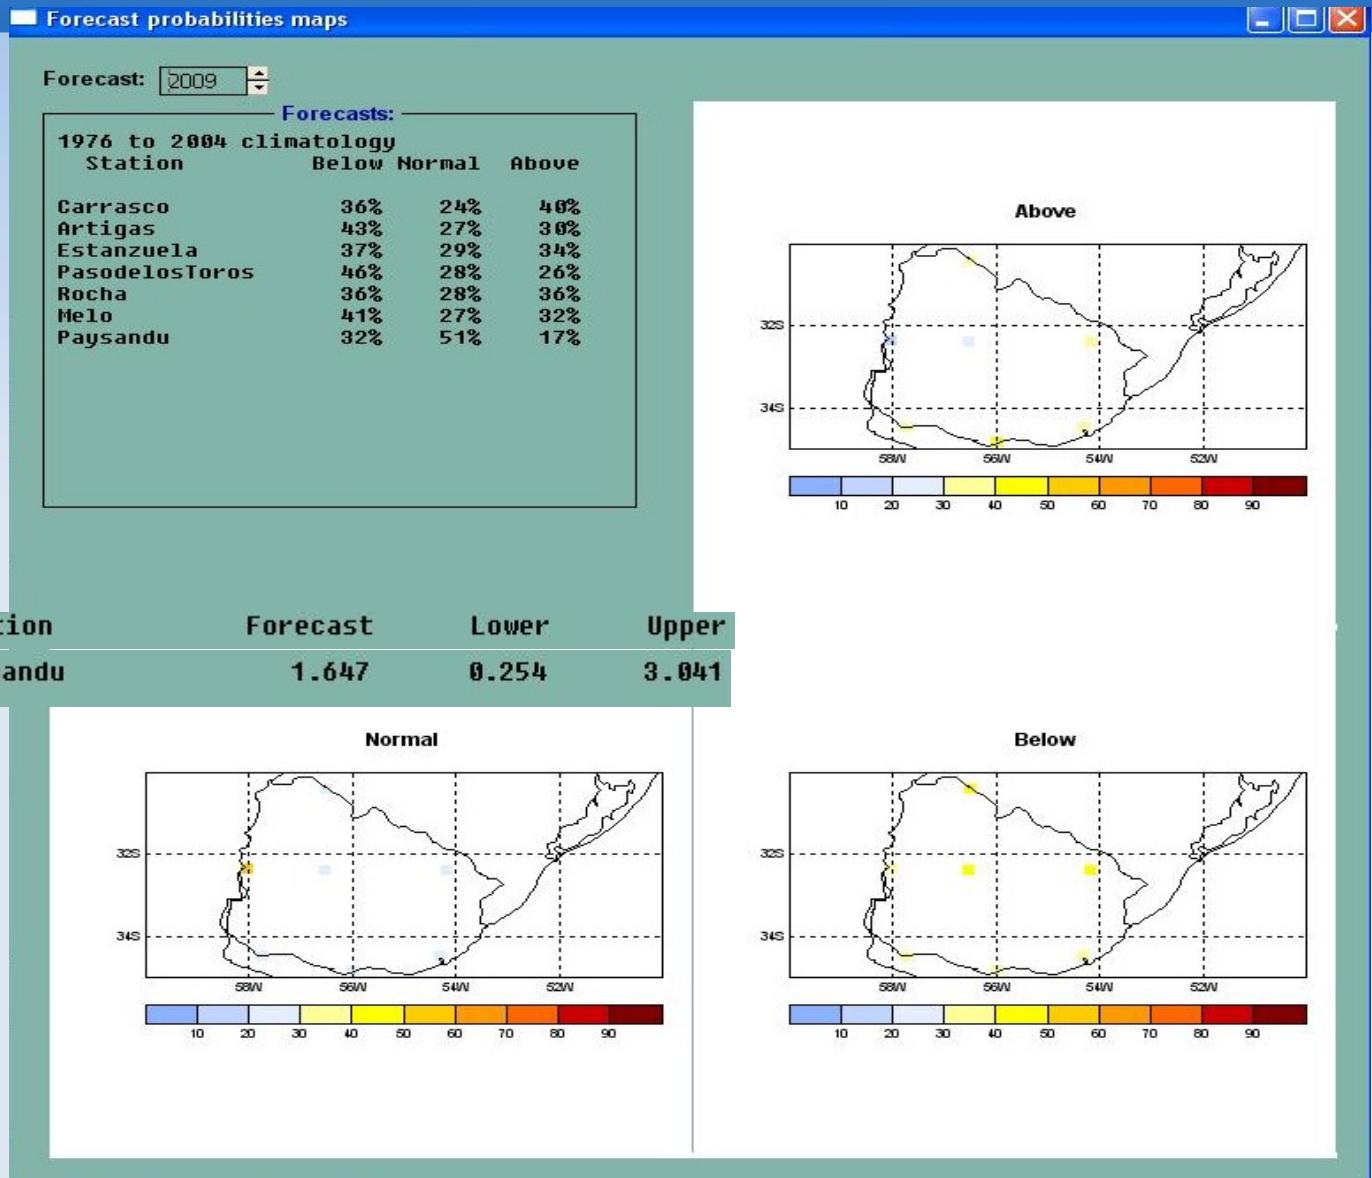 Forecast probabilities maps
Forecast: 2009
Forecasts:
1976 to 2004 climatology
Station Below Normal Above
Carrasco 36% 24% 40%
Artigas 43% 27% 30%
Estanzuela 37% 29% 34%
PasodelosToros 46% 28% 26%
Rocha 36% 28% 36%
Melo 41% 27% 32%
Paysandu 32% 51% 17%
Above
32S
34S
58W 56W 54W 52W
10 20 30 40 50 60 70 80 90
tion Forecast Lower Upper
andu 1.647 0.254 3.041
Normal
32S
34S
58W 56W 54W 52W
10 20 30 40 50 60 70 80 90
Below
32S
34S
58W 56W 54W 52W
10 20 30 40 50 60 70 80 90